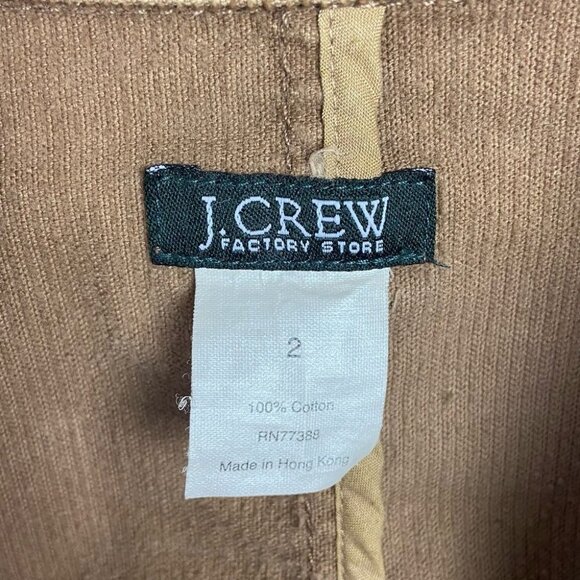 J.CREW
FACTORY STORE
2
100% Cotton
RN77388
Made in Hong Kong